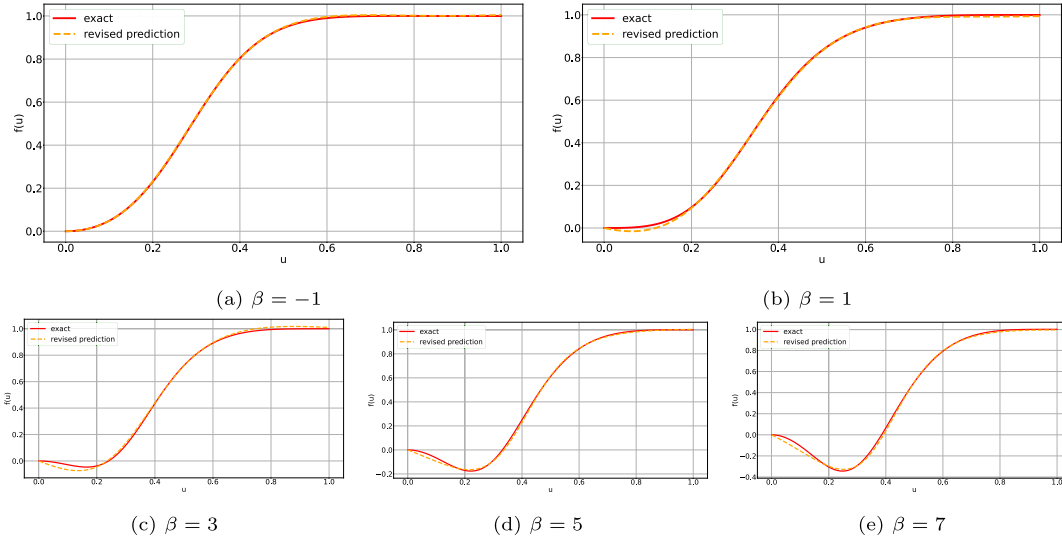 exact
revised prediction
1.0
0.8
0.6
0.4
0.2
0.0
f(u)
0.0 0.2 0.4 0.6 0.8 1.0
u
(a) β = −1
exact
revised prediction
1.0
0.8
0.6
0.4
0.2
0.0
f(u)
0.0 0.2 0.4 0.6 0.8 1.0
u
(b) β = 1
exact
revised prediction
1.0
0.8
0.6
0.4
0.2
0.0
f(u)
0.0 0.2 0.4 0.6 0.8 1.0
u
(c) β = 3
exact
revised prediction
1.0
0.8
0.6
0.4
0.2
0.0
−0.2
f(u)
0.0 0.2 0.4 0.6 0.8 1.0
u
(d) β = 5
exact
revised prediction
1.0
0.8
0.6
0.4
0.2
0.0
−0.2
−0.4
f(u)
0.0 0.2 0.4 0.6 0.8 1.0
u
(e) β = 7